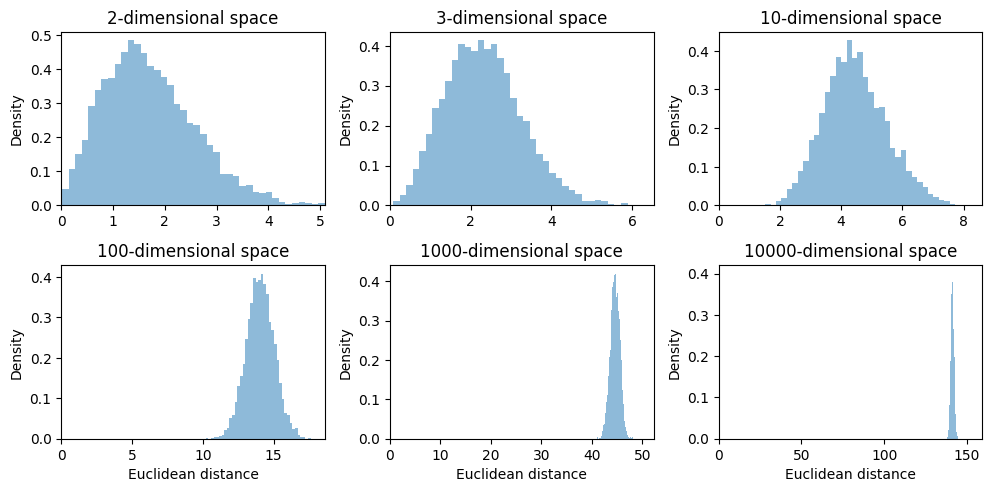 2-dimensional space
3-dimensional space
10-dimensional space
Density
0.5
0.4
0.3
0.2
0.1
0.0
0 1 2 3 4 5
Density
0.4
0.3
0.2
0.1
0.0
0 2 4 6
Density
0.4
0.3
0.2
0.1
0.0
0 2 4 6 8
100-dimensional space
1000-dimensional space
10000-dimensional space
Density
0.4
0.3
0.2
0.1
0.0
0 5 10 15
Euclidean distance
Density
0.4
0.3
0.2
0.1
0.0
0 10 20 30 40 50
Euclidean distance
Density
0.4
0.3
0.2
0.1
0.0
0 50 100 150
Euclidean distance